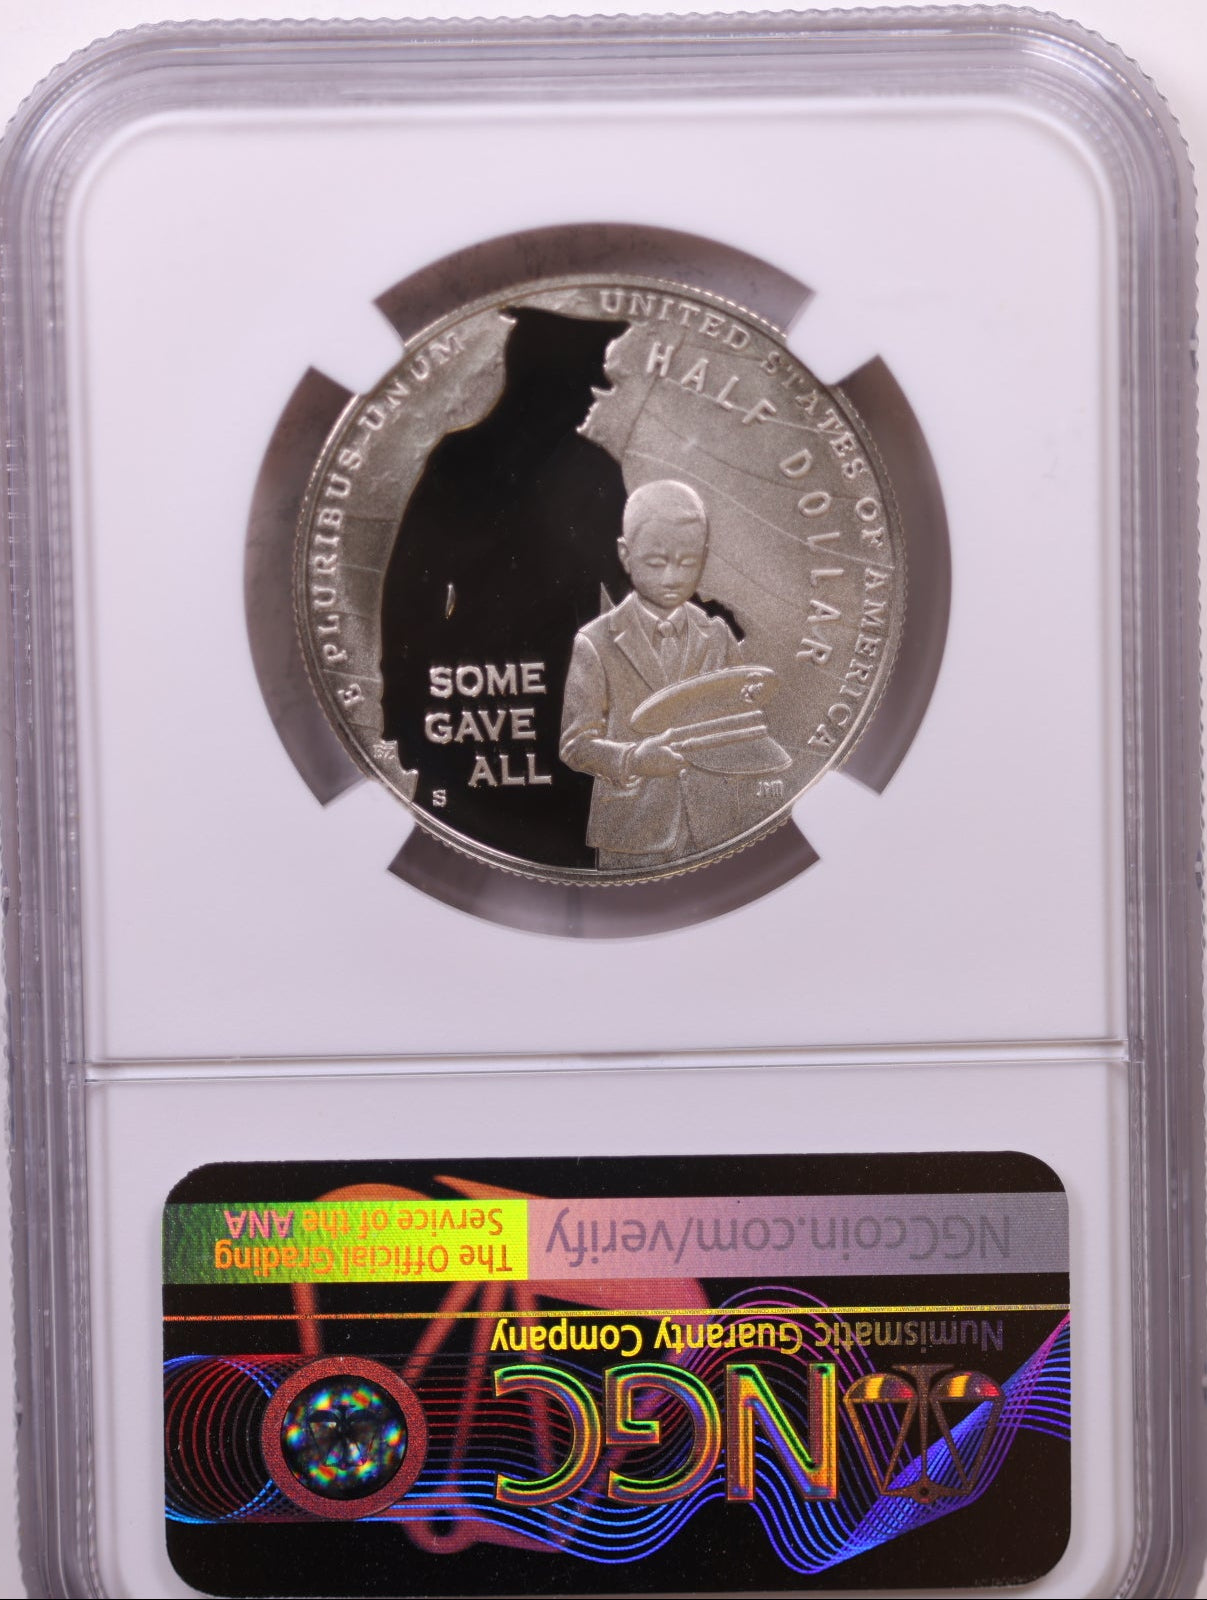 E PLURIBUS UNUM
UNITED STATES OF AMERICA
HALF DOLLAR
SOME
GAVE
ALL
S
JPM
NGC
Numismatic Guaranty Company
NGCcoin.com/verify
The Official Grading
Service of the ANA